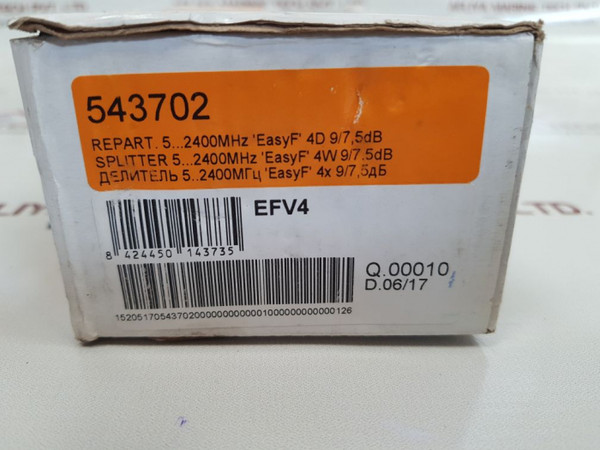 543702
REPART. 5...2400MHz 'EasyF' 4D 9/7,5dB
SPLITTER 5...2400MHz 'EasyF' 4W 9/7.5dB
ДЕЛИТЕЛЬ 5..2400МГц 'EasyF' 4x 9/7,5дБ
EFV4
8 424450 143735
Q.00010
D.06/17
152051705437020000000000001000000000000126